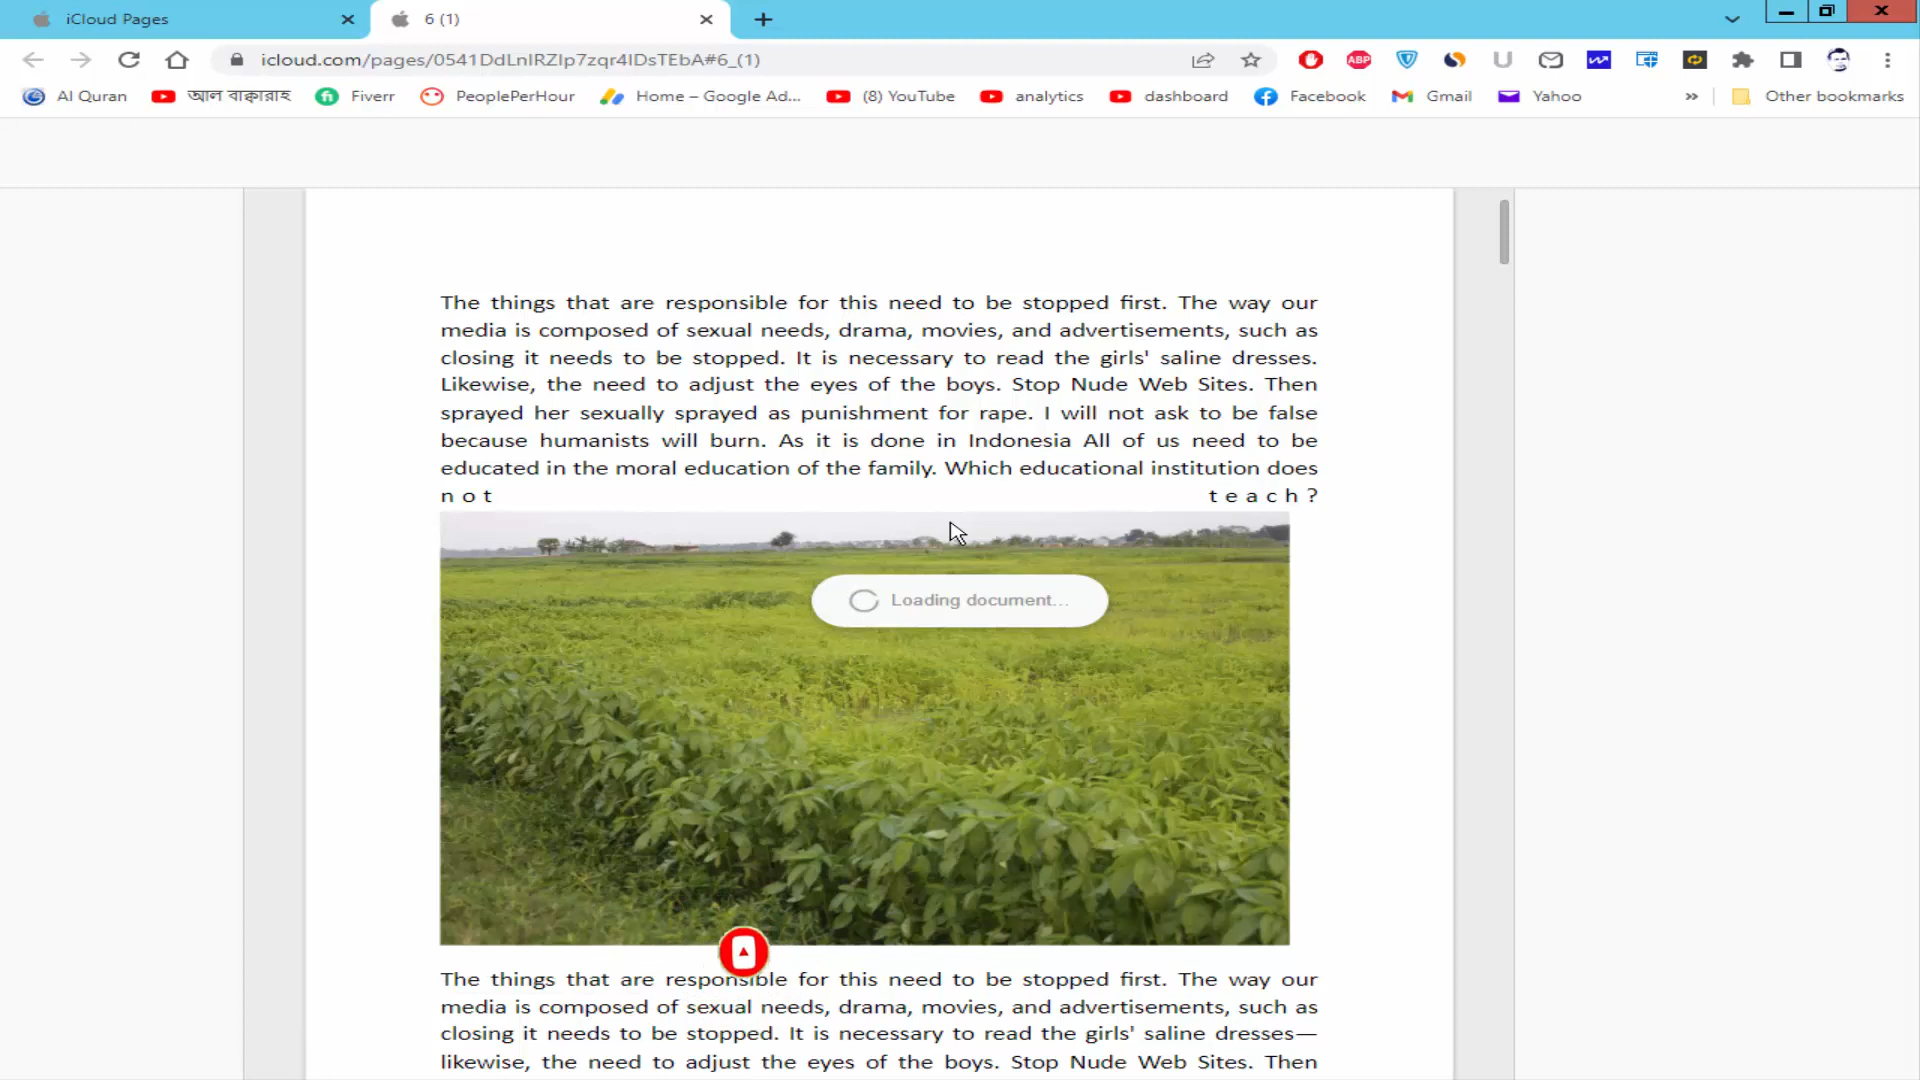 iCloud Pages
6 (1)
icloud.com/pages/0541DdLnIRZIp7zqr4IDsTEbA#6_(1)
ABP
Al Quran
আল বাক্বারাহ
fi Fiverr
PeoplePerHour
Home – Google Ad...
(8) YouTube
analytics
dashboard
Facebook
Gmail
Yahoo
»
Other bookmarks
The things that are responsible for this need to be stopped first. The way our
media is composed of sexual needs, drama, movies, and advertisements, such as
closing it needs to be stopped. It is necessary to read the girls' saline dresses.
Likewise, the need to adjust the eyes of the boys. Stop Nude Web Sites. Then
sprayed her sexually sprayed as punishment for rape. I will not ask to be false
because humanists will burn. As it is done in Indonesia All of us need to be
educated in the moral education of the family. Which educational institution does
not teach?
Loading document...
The things that are responsible for this need to be stopped first. The way our
media is composed of sexual needs, drama, movies, and advertisements, such as
closing it needs to be stopped. It is necessary to read the girls' saline dresses—
likewise, the need to adjust the eyes of the boys. Stop Nude Web Sites. Then